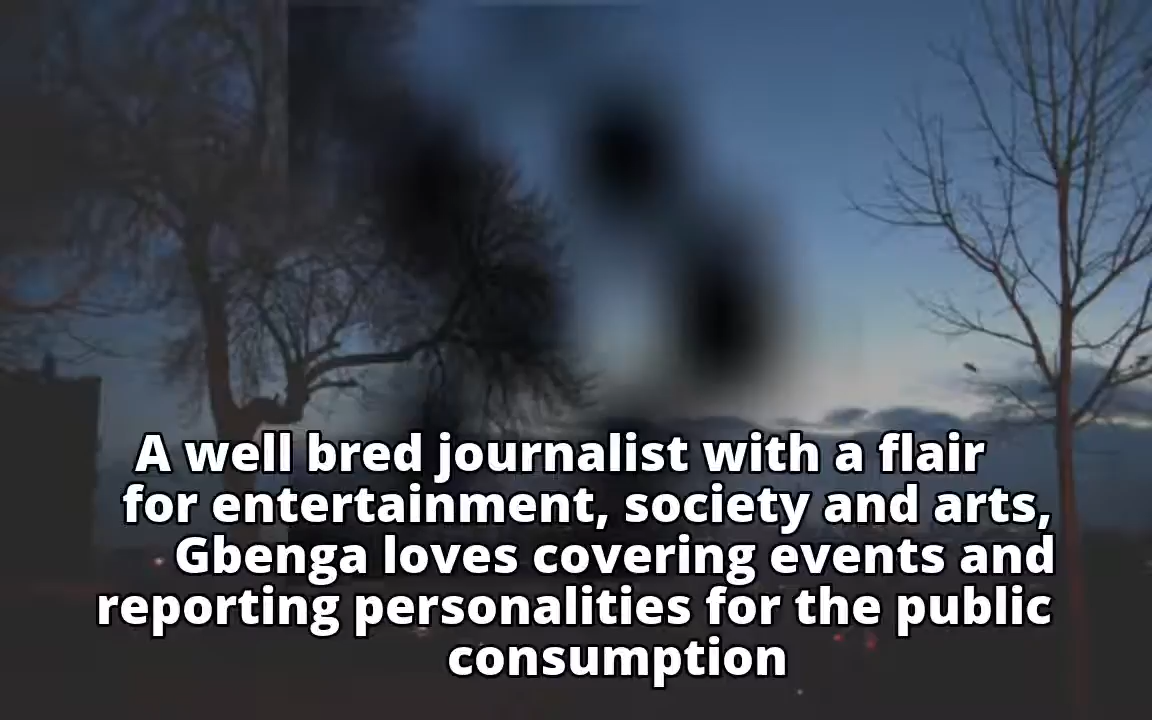 A well bred journalist with a flair
for entertainment, society and arts,
Gbenga loves covering events and
reporting personalities for the public
consumption